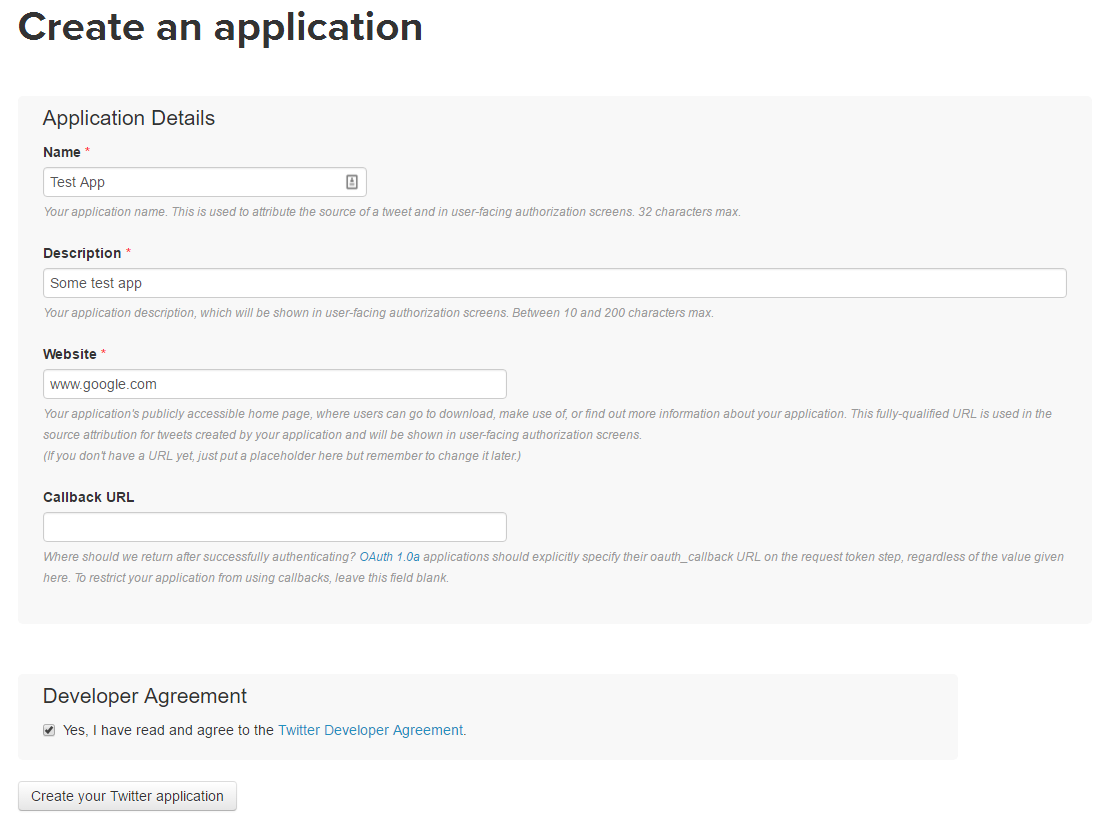 Create an application
Application Details
Name *
Test App
Your application name. This is used to attribute the source of a tweet and in user-facing authorization screens. 32 characters max.
Description *
Some test app
Your application description, which will be shown in user-facing authorization screens. Between 10 and 200 characters max.
Website *
www.google.com
Your application's publicly accessible home page, where users can go to download, make use of, or find out more information about your application. This fully-qualified URL is used in the
source attribution for tweets created by your application and will be shown in user-facing authorization screens.
(If you don't have a URL yet, just put a placeholder here but remember to change it later.)
Callback URL
Where should we return after successfully authenticating? OAuth 1.0a applications should explicitly specify their oauth_callback URL on the request token step, regardless of the value given
here. To restrict your application from using callbacks, leave this field blank.
Developer Agreement
Yes, I have read and agree to the Twitter Developer Agreement.
Create your Twitter application